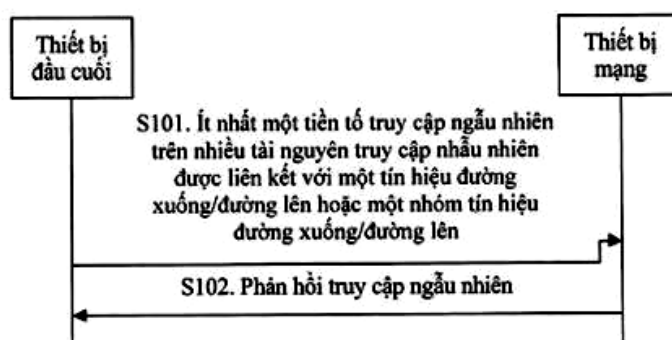 Thiết bị
đầu cuối
Thiết bị
mạng
S101. Ít nhất một tiền tố truy cập ngẫu nhiên
trên nhiều tài nguyên truy cập nhẫu nhiên
được liên kết với một tín hiệu đường
xuống/đường lên hoặc một nhóm tín hiệu
đường xuống/đường lên
S102. Phản hồi truy cập ngẫu nhiên